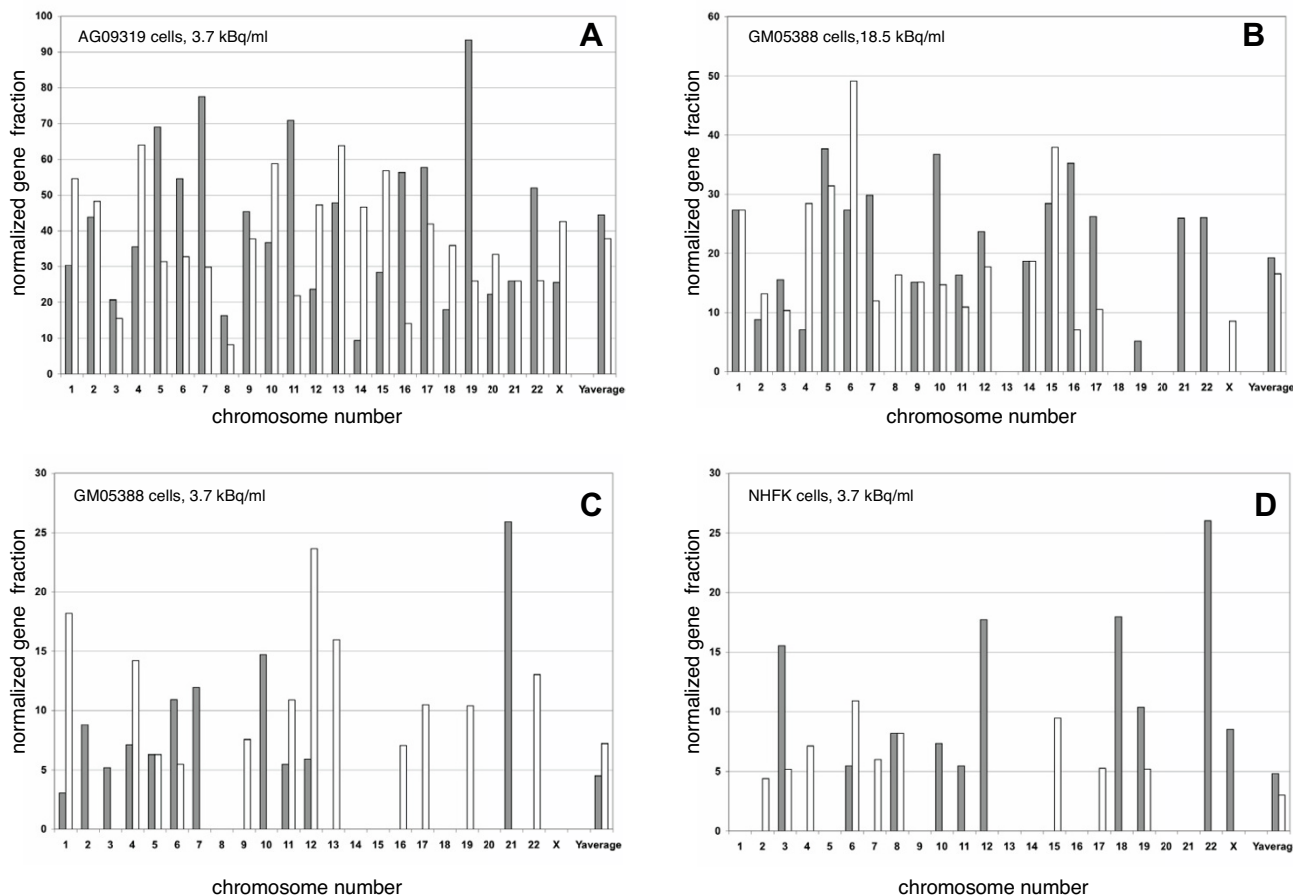 AG09319 cells, 3.7 kBq/ml
A
normalized gene fraction
100
90
80
70
60
50
40
30
20
10
0
1 2 3 4 5 6 7 8 9 10 11 12 13 14 15 16 17 18 19 20 21 22 X Yaverage
chromosome number
GM05388 cells,18.5 kBq/ml
B
normalized gene fraction
60
50
40
30
20
10
0
1 2 3 4 5 6 7 8 9 10 11 12 13 14 15 16 17 18 19 20 21 22 X Yaverage
chromosome number
GM05388 cells, 3.7 kBq/ml
C
normalized gene fraction
30
25
20
15
10
5
0
1 2 3 4 5 6 7 8 9 10 11 12 13 14 15 16 17 18 19 20 21 22 X Yaverage
chromosome number
NHFK cells, 3.7 kBq/ml
D
normalized gene fraction
30
25
20
15
10
5
0
1 2 3 4 5 6 7 8 9 10 11 12 13 14 15 16 17 18 19 20 21 22 X Yaverage
chromosome number